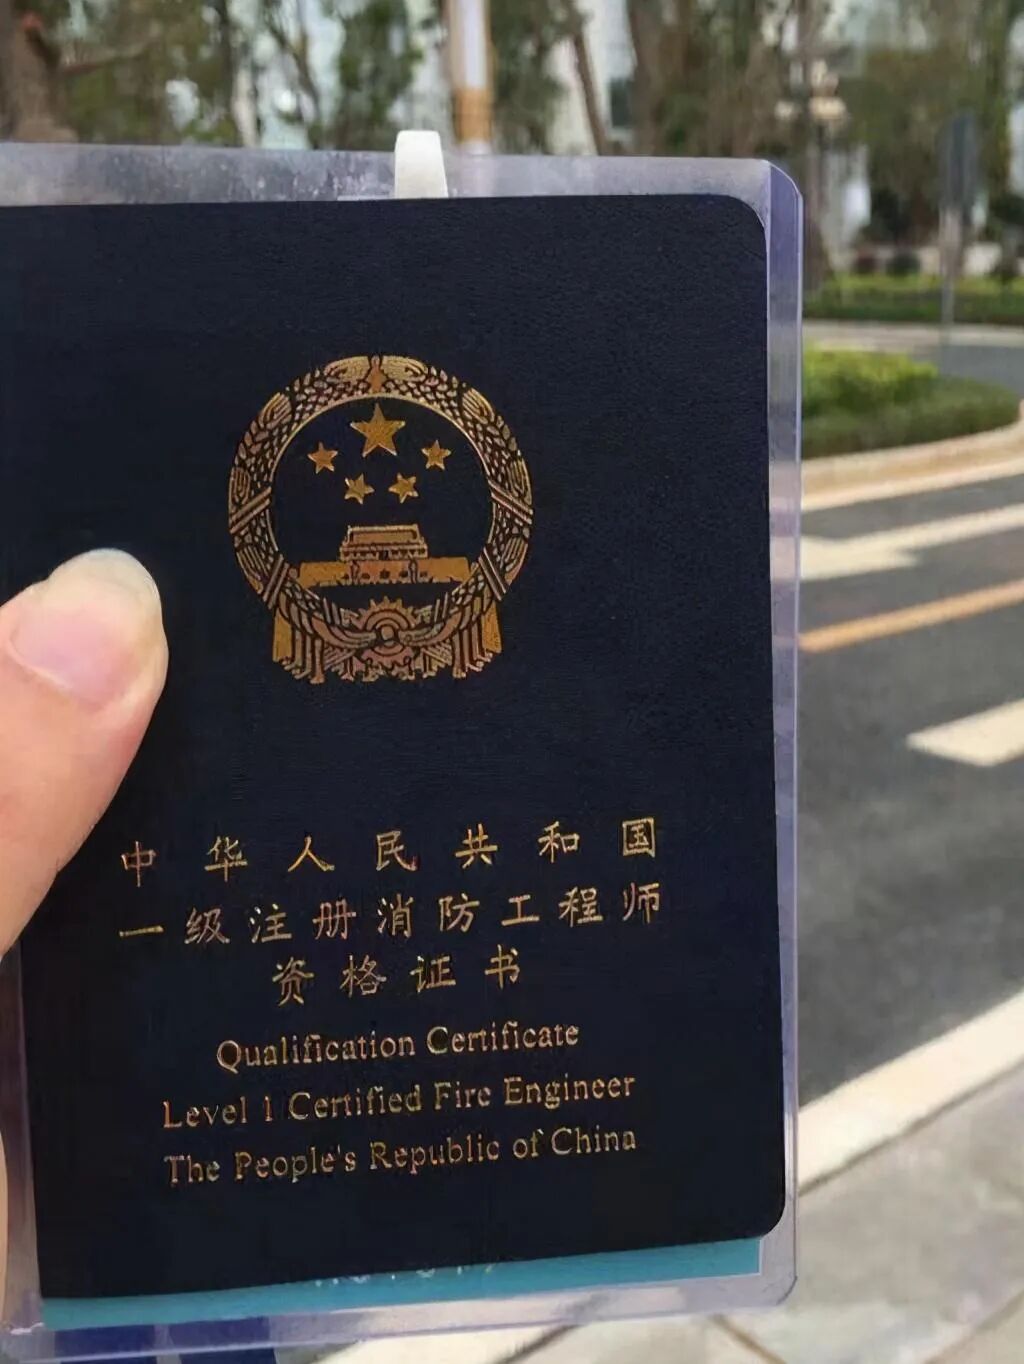 中华人民共和国
一级注册消防工程师
资格证书
Qualification Certificate
Level 1 Certified Fire Engineer
The People's Republic of China